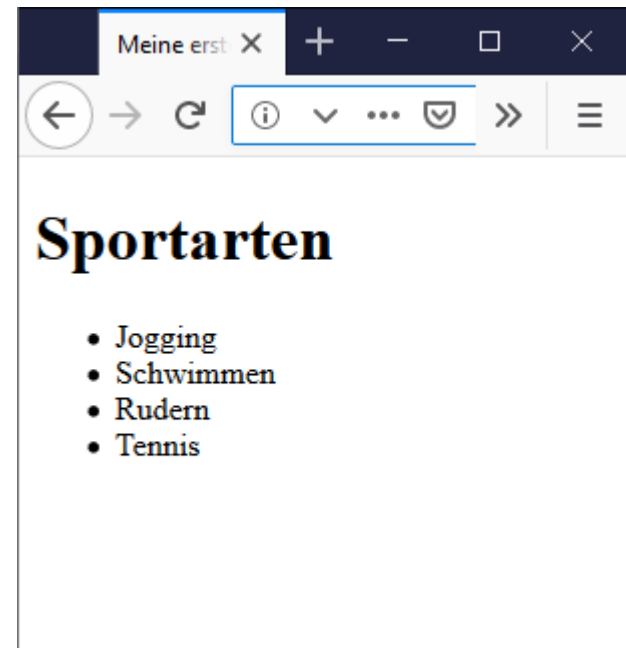 Meine erst
Sportarten
Jogging
Schwimmen
Rudern
Tennis